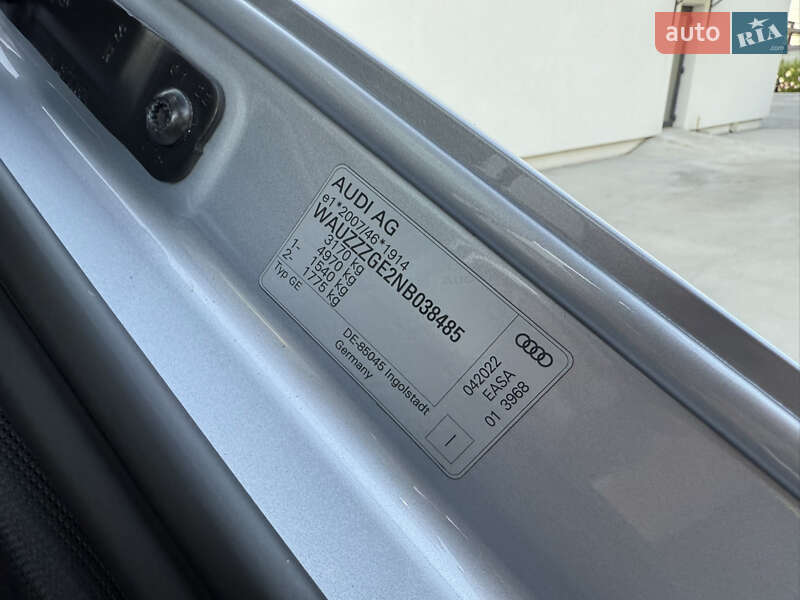 auto RIA .com
AUDI AG
e1*2007/46*1914
WAUZZZGE2NB038485
3170 kg
4970 kg
1- 1540 kg
2- 1775 kg
Typ GE
DE-85045 Ingolstadt
Germany
042022
EASA
01 3968
I